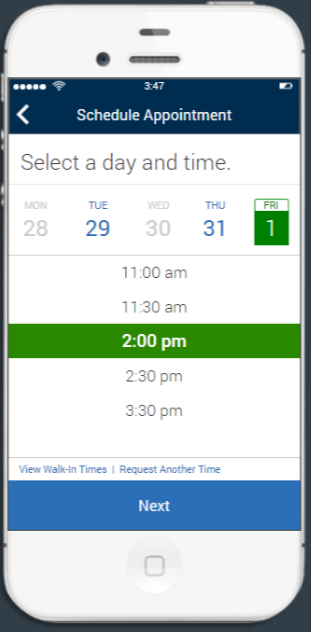 3:47
Schedule Appointment
Select a day and time.
MON TUE WED THU FRI
28 29 30 31 1
11:00 am
11:30 am
2:00 pm
2:30 pm
3:30 pm
View Walk-In Times | Request Another Time
Next